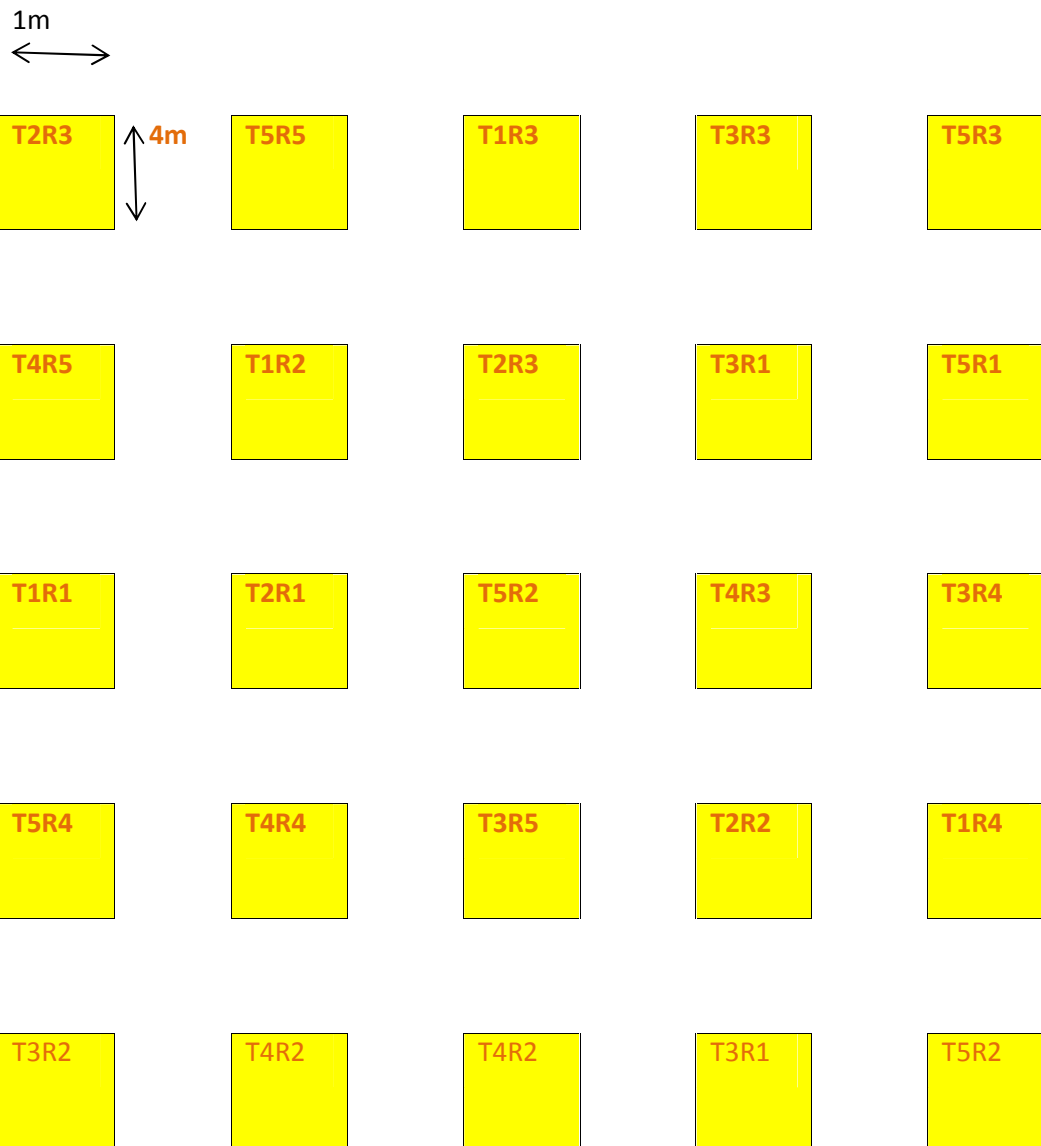 1m
T2R3 4m T5R5 T1R3 T3R3 T5R3
T4R5 T1R2 T2R3 T3R1 T5R1
T1R1 T2R1 T5R2 T4R3 T3R4
T5R4 T4R4 T3R5 T2R2 T1R4
T3R2 T4R2 T4R2 T3R1 T5R2